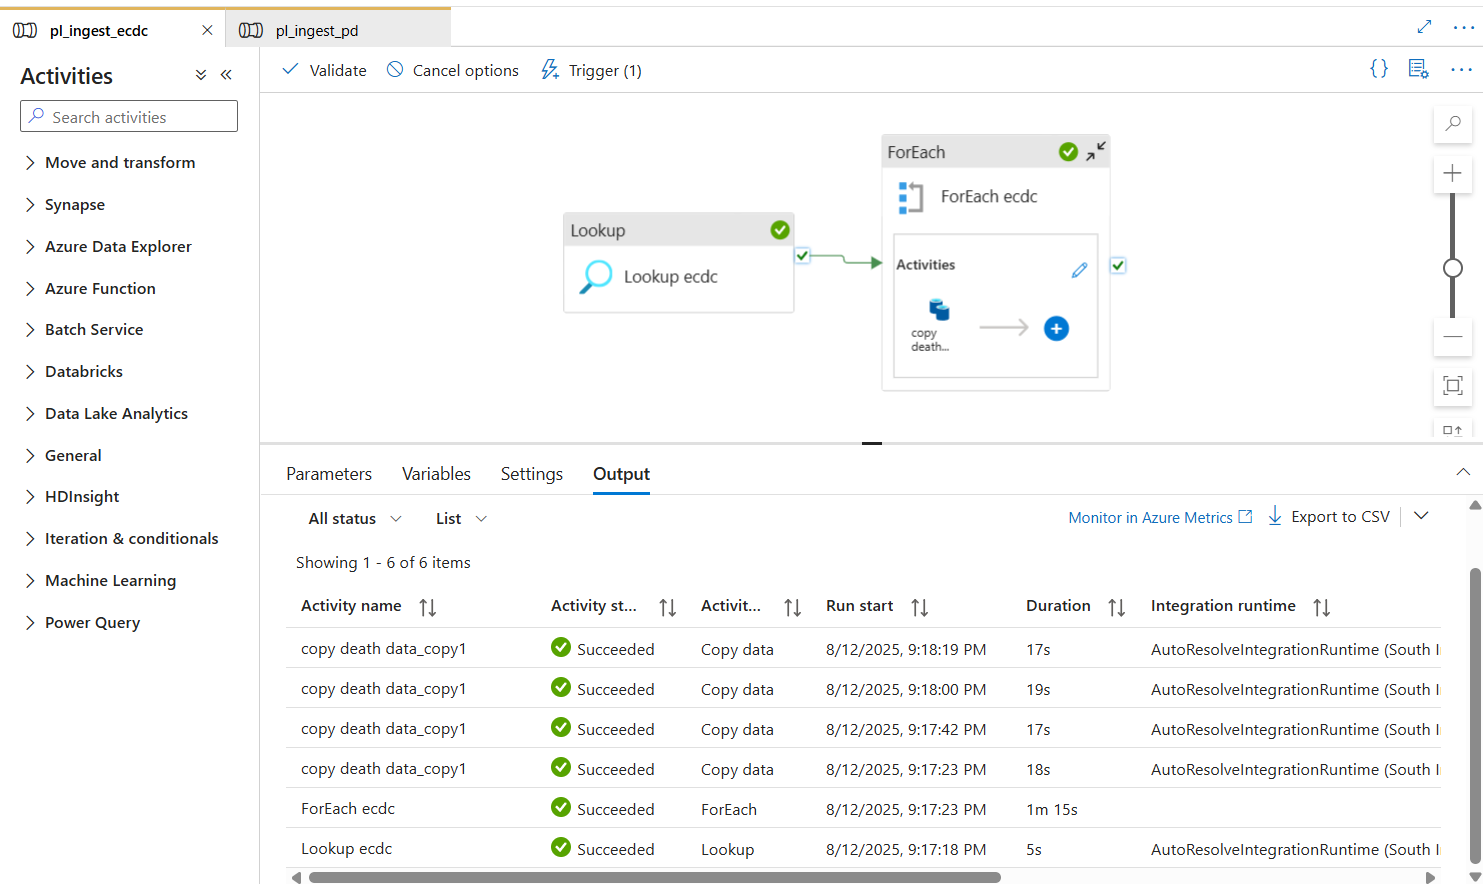 pl_ingest_ecdc
pl_ingest_pd
Activities
Validate
Cancel options
Trigger (1)
{}
Search activities
Move and transform
Synapse
Azure Data Explorer
Azure Function
Batch Service
Databricks
Data Lake Analytics
General
HDInsight
Iteration & conditionals
Machine Learning
Power Query
Lookup
Lookup ecdc
ForEach
ForEach ecdc
Activities
copy
death...
Parameters Variables Settings Output
All status List
Monitor in Azure Metrics Export to CSV
Showing 1 - 6 of 6 items
Activity name Activity st... Activit... Run start Duration Integration runtime
copy death data_copy1 Succeeded Copy data 8/12/2025, 9:18:19 PM 17s AutoResolveIntegrationRuntime (South I
copy death data_copy1 Succeeded Copy data 8/12/2025, 9:18:00 PM 19s AutoResolveIntegrationRuntime (South I
copy death data_copy1 Succeeded Copy data 8/12/2025, 9:17:42 PM 17s AutoResolveIntegrationRuntime (South I
copy death data_copy1 Succeeded Copy data 8/12/2025, 9:17:23 PM 18s AutoResolveIntegrationRuntime (South I
ForEach ecdc Succeeded ForEach 8/12/2025, 9:17:23 PM 1m 15s
Lookup ecdc Succeeded Lookup 8/12/2025, 9:17:18 PM 5s AutoResolveIntegrationRuntime (South I